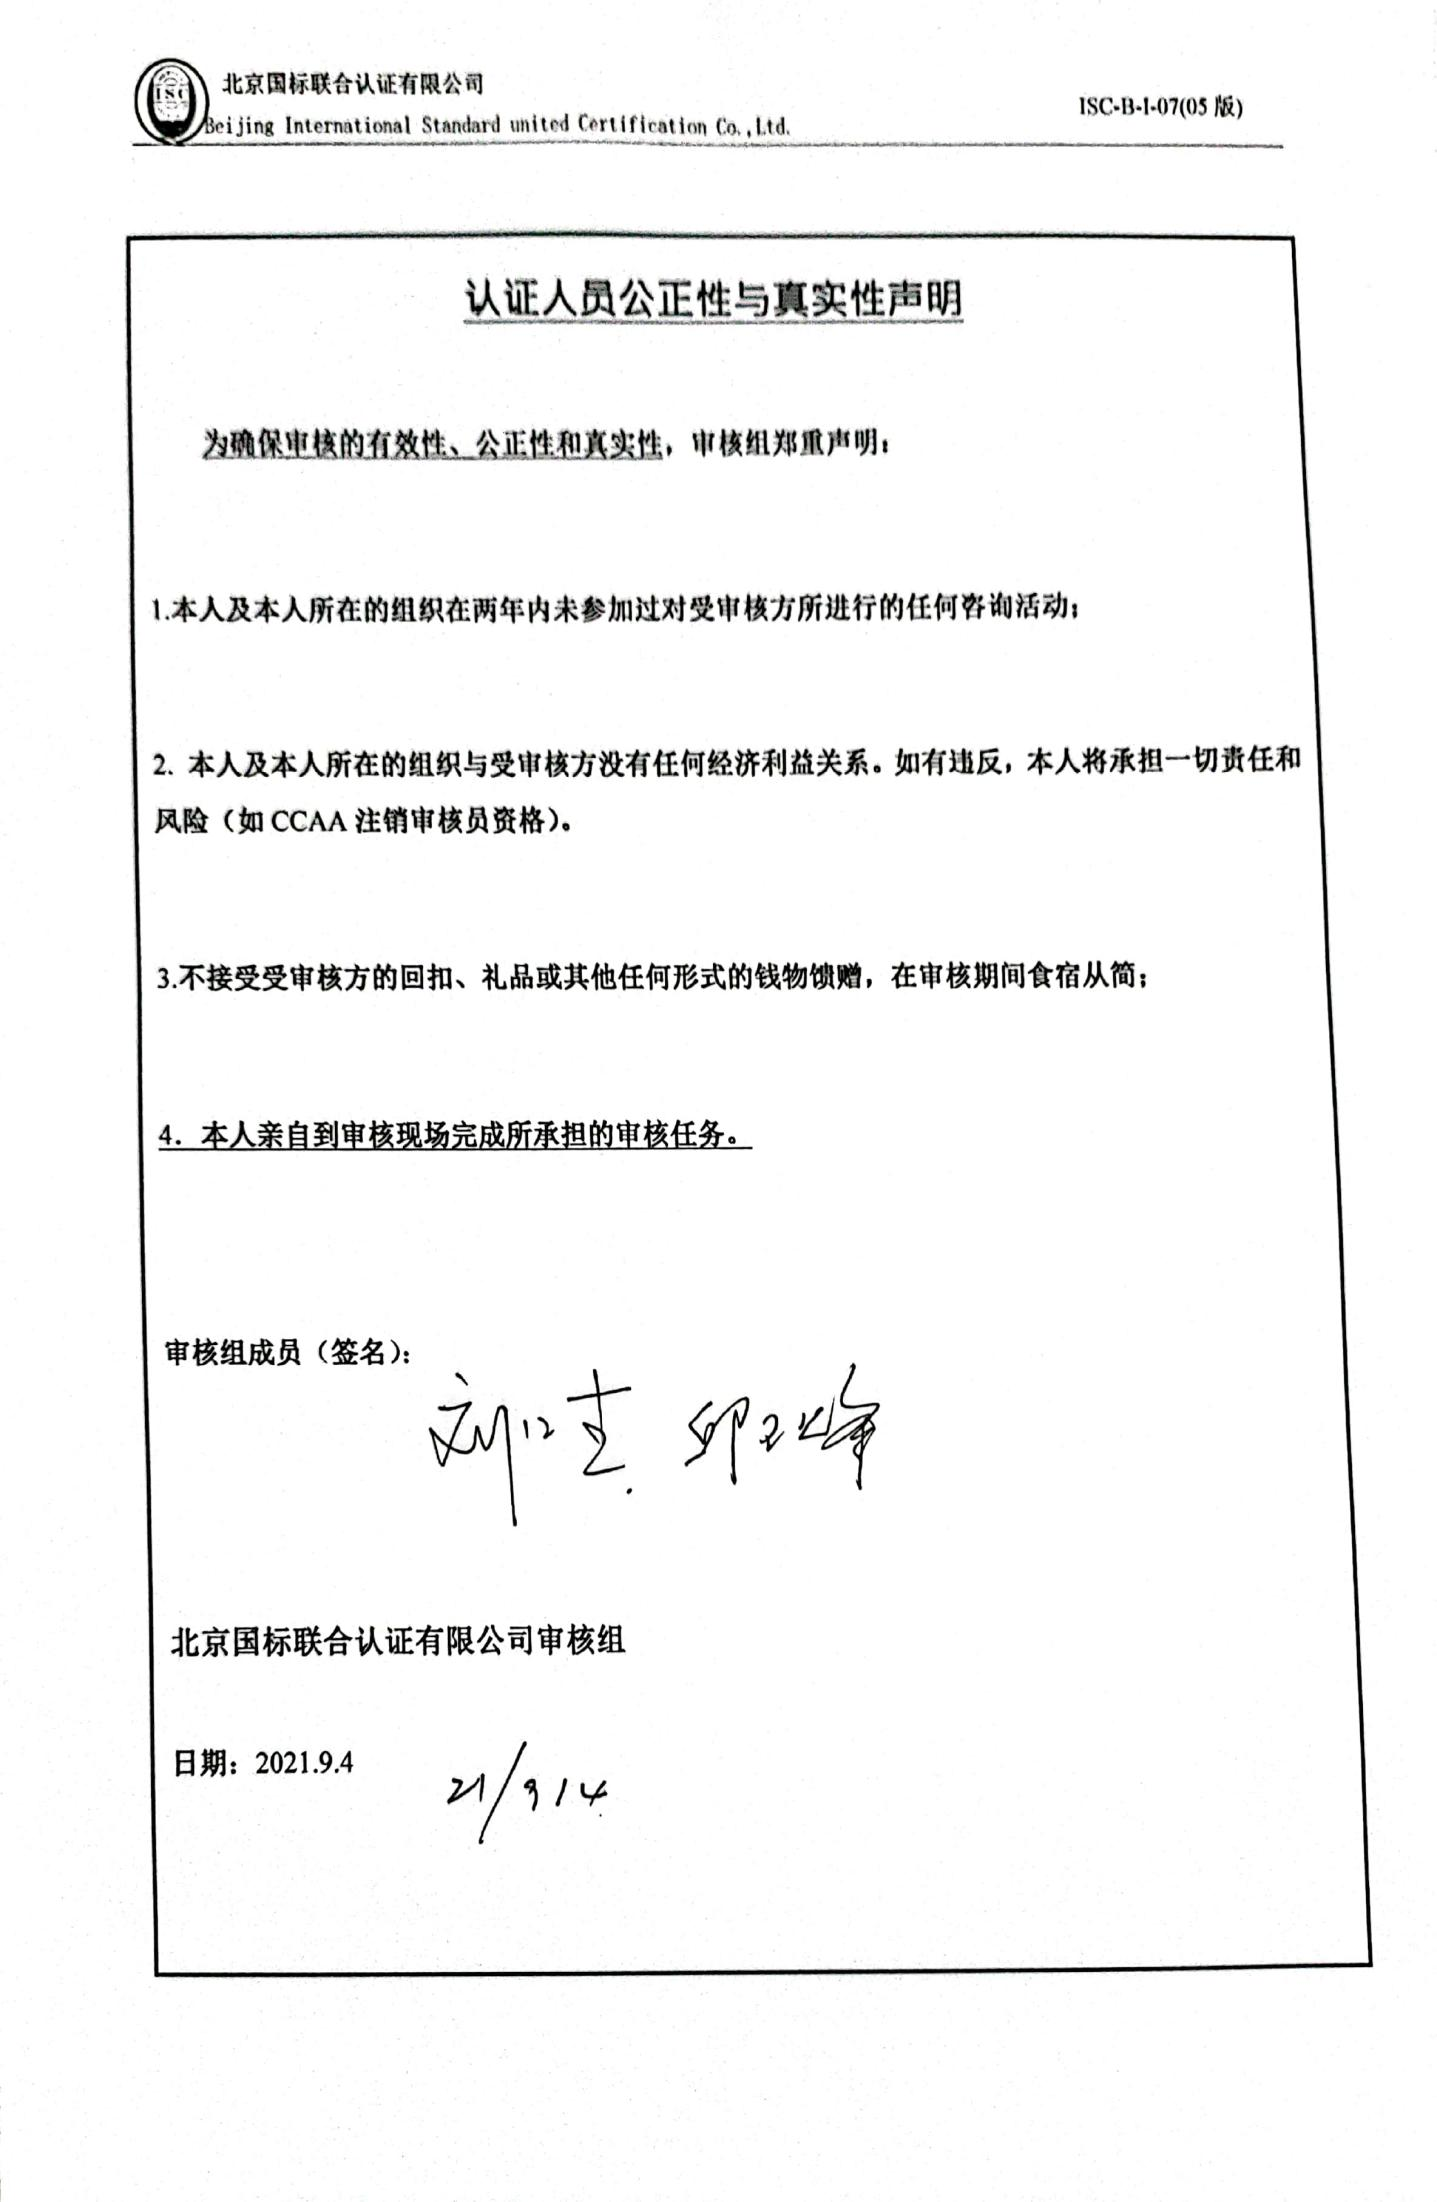 ISC
北京国标联合认证有限公司
Beijing International Standard united Certification Co.,Ltd.
ISC-B-I-07(05版)
认证人员公正性与真实性声明
为确保审核的有效性、公正性和真实性，审核组郑重声明：
1.本人及本人所在的组织在两年内未参加过对受审核方所进行的任何咨询活动；
2. 本人及本人所在的组织与受审核方没有任何经济利益关系。如有违反，本人将承担一切责任和
风险（如 CCAA 注销审核员资格）。
3.不接受受审核方的回扣、礼品或其他任何形式的钱物馈赠，在审核期间食宿从简；
4. 本人亲自到审核现场完成所承担的审核任务。
审核组成员（签名）：
北京国标联合认证有限公司审核组
日期：2021.9.4
21/9/4